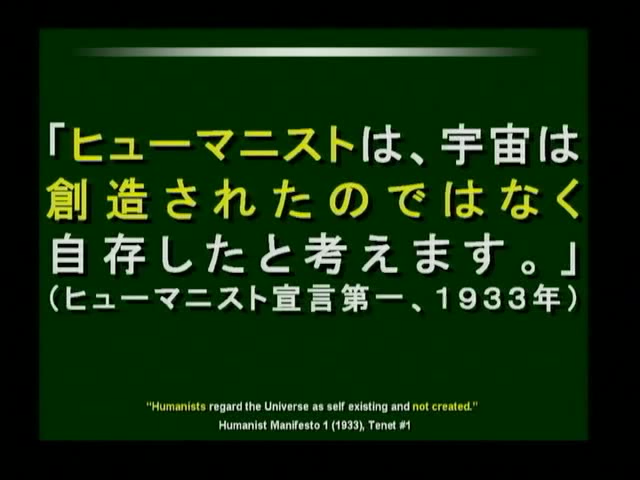 「ヒューマニストは、宇宙は
創造されたのではなく
自存したと考えます。」
（ヒューマニスト宣言第一、１９３３年）
“Humanists regard the Universe as self existing and not created.”
Humanist Manifesto 1 (1933), Tenet #1